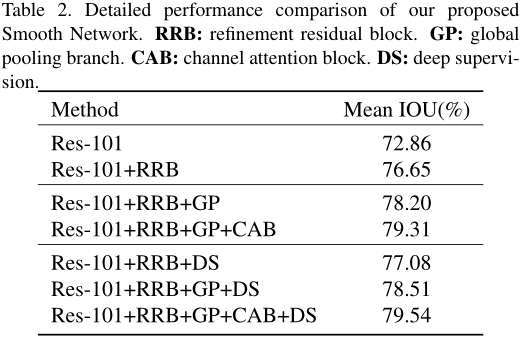 Table 2. Detailed performance comparison of our proposed
Smooth Network. RRB: refinement residual block. GP: global
pooling branch. CAB: channel attention block. DS: deep supervi-
sion.
Method Mean IOU(%)
Res-101 72.86
Res-101+RRB 76.65
Res-101+RRB+GP 78.20
Res-101+RRB+GP+CAB 79.31
Res-101+RRB+DS 77.08
Res-101+RRB+GP+DS 78.51
Res-101+RRB+GP+CAB+DS 79.54